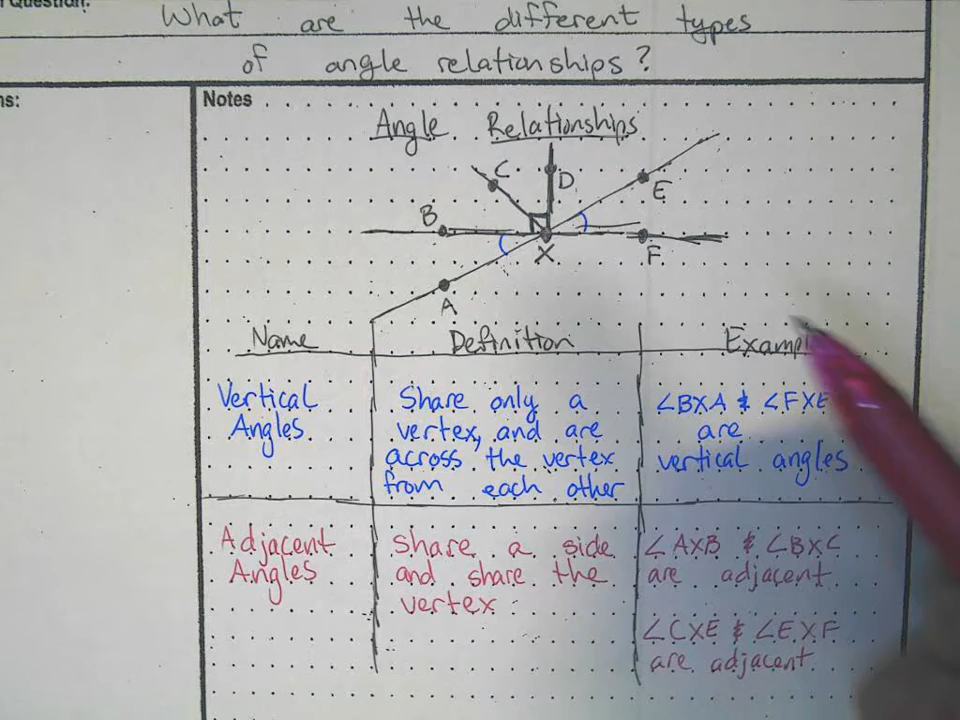 Question:
What are the different types
of angle relationships?
ns:
Notes
Angle Relationships
C
D
E
B
X
F
A
Name
Definition
Exampl
Vertical
Angles
Share only a
vertex, and are
across the vertex
from each other
∠BXA & ∠FXE
are
vertical angles
Adjacent
Angles
Share a side
and share the
vertex
∠AXB & ∠BXC
are adjacent
∠CXE & ∠EXF
are adjacent